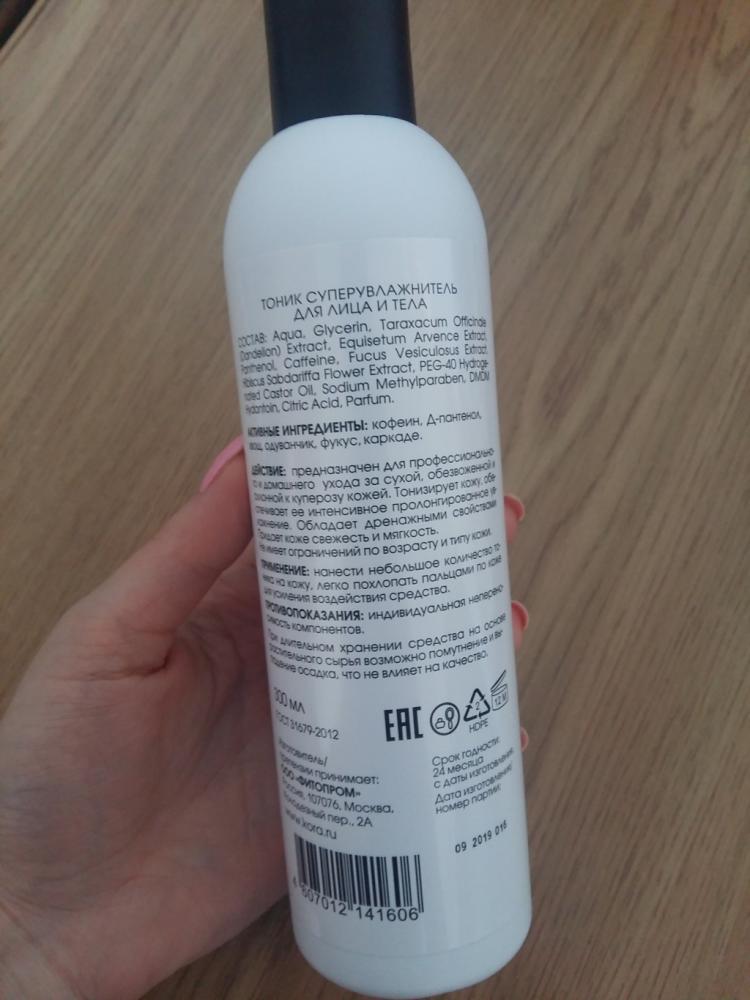 ТОНИК СУПЕРУВЛАЖНИТЕЛЬ
ДЛЯ ЛИЦА И ТЕЛА
СОСТАВ: Aqua, Glycerin, Taraxacum Officinale
(Dandelion) Extract, Equisetum Arvence Extract,
Panthenol, Caffeine, Fucus Vesiculosus Extract,
Hibiscus Sabdariffa Flower Extract, PEG-40 Hydroge-
nated Castor Oil, Sodium Methylparaben, DMDM
Hydantoin, Citric Acid, Parfum.
АКТИВНЫЕ ИНГРЕДИЕНТЫ: кофеин, Д-пантенол,
хвощ, одуванчик, фукус, каркаде.
ДЕЙСТВИЕ: предназначен для профессионально-
го и домашнего ухода за сухой, обезвоженной и
склонной к куперозу кожей. Тонизирует кожу, обе-
спечивает ее интенсивное пролонгированное ув-
лажнение. Обладает дренажными свойствами.
Придает коже свежесть и мягкость.
Не имеет ограничений по возрасту и типу кожи.
ПРИМЕНЕНИЕ: нанести небольшое количество то-
ника на кожу, легко похлопать пальцами по коже
для усиления воздействия средства.
ПРОТИВОПОКАЗАНИЯ: индивидуальная неперено-
симость компонентов.
При длительном хранении средства на основе
растительного сырья возможно помутнение и вы-
падение осадка, что не влияет на качество.
300 МЛ
ГОСТ 31679-2012
EAC
2
HDPE
12 M
Изготовитель/
претензии принимает:
ООО «ФИТОПРОМ»
Россия, 107076, Москва,
Колодезный пер., 2А
www.kora.ru
Срок годности:
24 месяца
с даты изготовления.
Дата изготовления/
номер партии:
09 2019 016
4 607012 141606